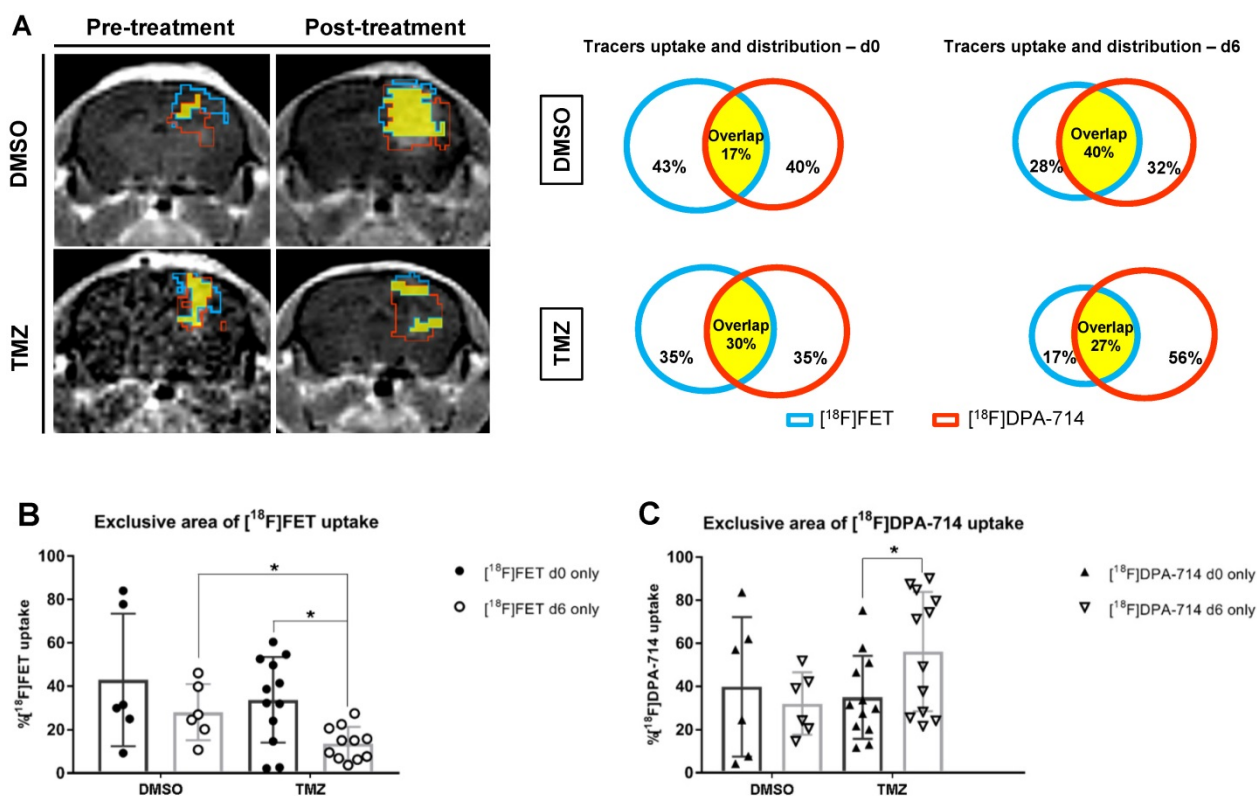 A
Pre-treatment Post-treatment
DMSO
TMZ
Tracers uptake and distribution – d0
Tracers uptake and distribution – d6
DMSO
43%
Overlap
17%
40%
28%
Overlap
40%
32%
TMZ
35%
Overlap
30%
35%
17%
Overlap
27%
56%
[18F]FET
[18F]DPA-714
B
Exclusive area of [18F]FET uptake
%[18F]FET uptake
100
80
60
40
20
0
*
*
DMSO TMZ
[18F]FET d0 only
[18F]FET d6 only
C
Exclusive area of [18F]DPA-714 uptake
%[18F]DPA-714 uptake
100
80
60
40
20
0
*
DMSO TMZ
[18F]DPA-714 d0 only
[18F]DPA-714 d6 only